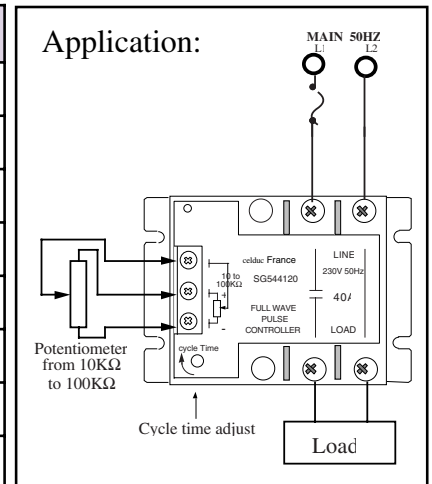 Application:
MAIN 50HZ
L1 L2
celduc France
LINE
230V 50Hz
10 to
100KΩ
SG544120
+
40A
FULL WAVE
PULSE
CONTROLLER
LOAD
-
cycle Time
Potentiometer
from 10KΩ
to 100KΩ
Cycle time adjust
Load